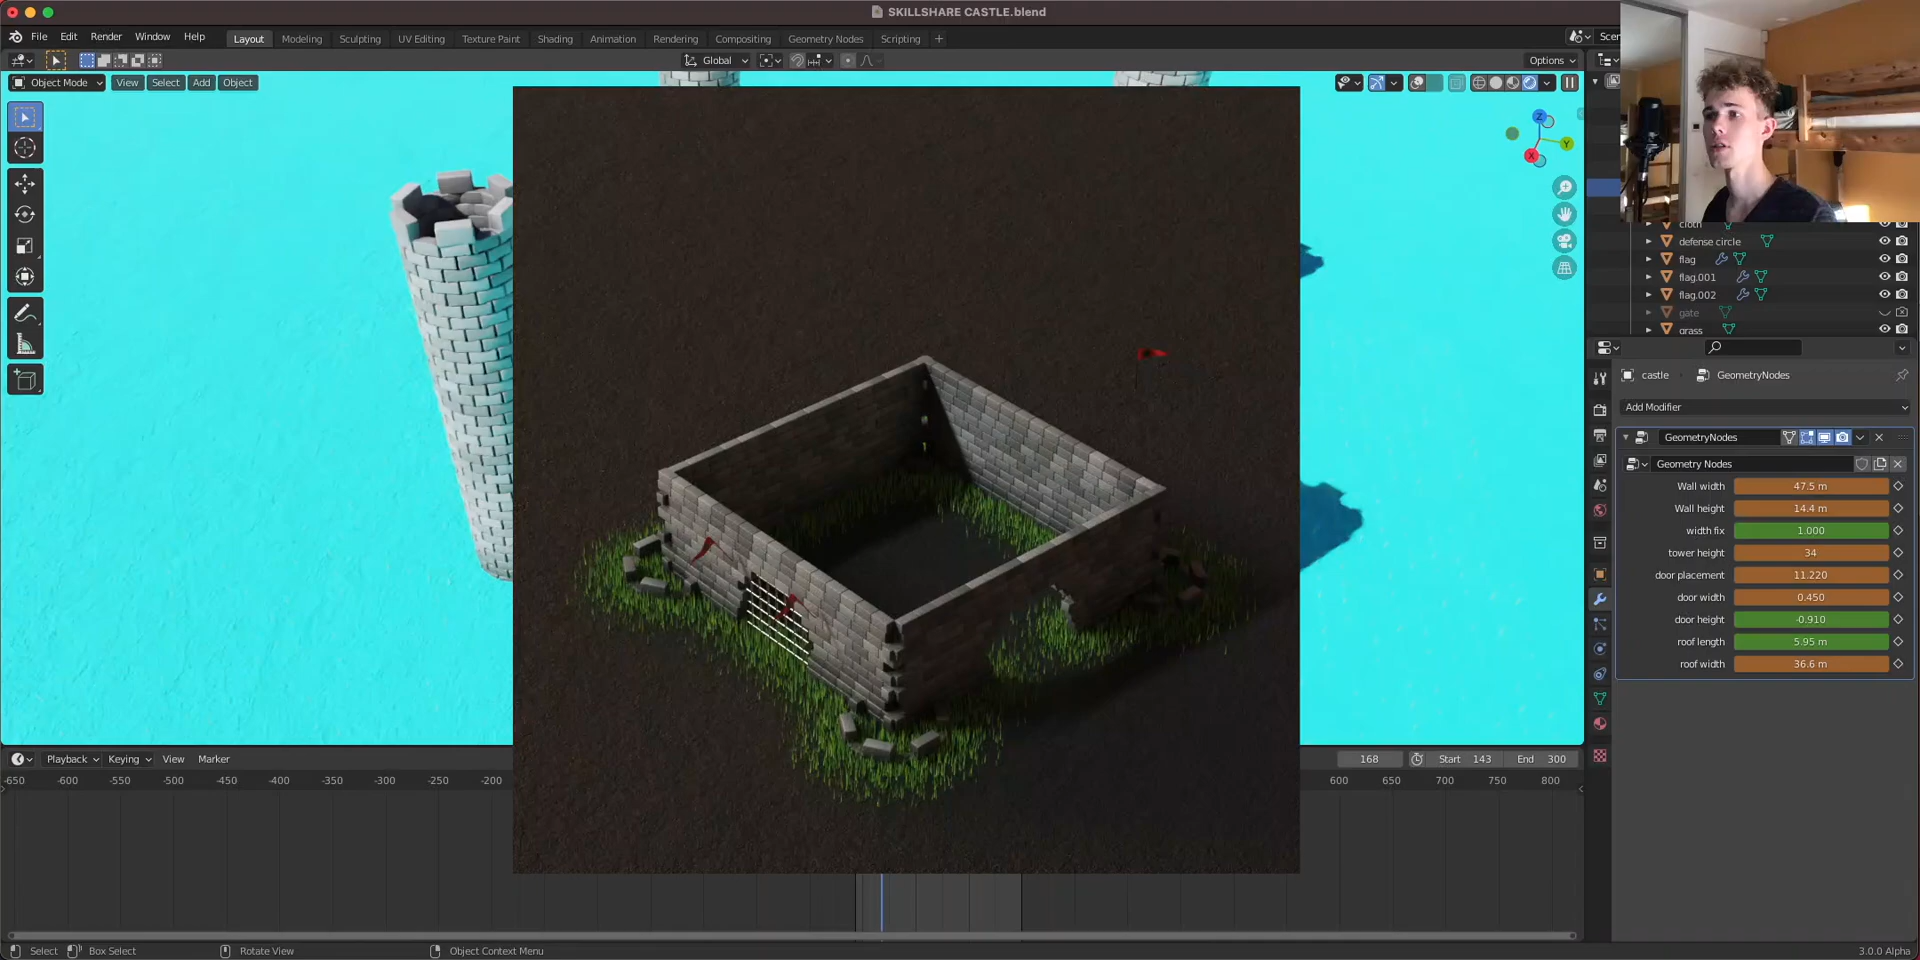 SKILLSHARE CASTLE.blend
File Edit Render Window Help
Layout Modeling Sculpting UV Editing Texture Paint Shading Animation Rendering Compositing Geometry Nodes Scripting +
Scen
Global
Options
Object Mode View Select Add Object
Z
Y
X
cloth
defense circle
flag
flag.001
flag.002
gate
grass
castle GeometryNodes
Add Modifier
GeometryNodes
Geometry Nodes
Wall width 47.5 m
Wall height 14.4 m
width fix 1.000
tower height 34
door placement 11.220
door width 0.450
door height -0.910
roof length 5.95 m
roof width 36.6 m
Playback Keying View Marker
168 Start 143 End 300
-650 -600 -550 -500 -450 -400 -350 -300 -250 -200 600 650 700 750 800
Select Box Select Rotate View Object Context Menu
3.0.0 Alpha